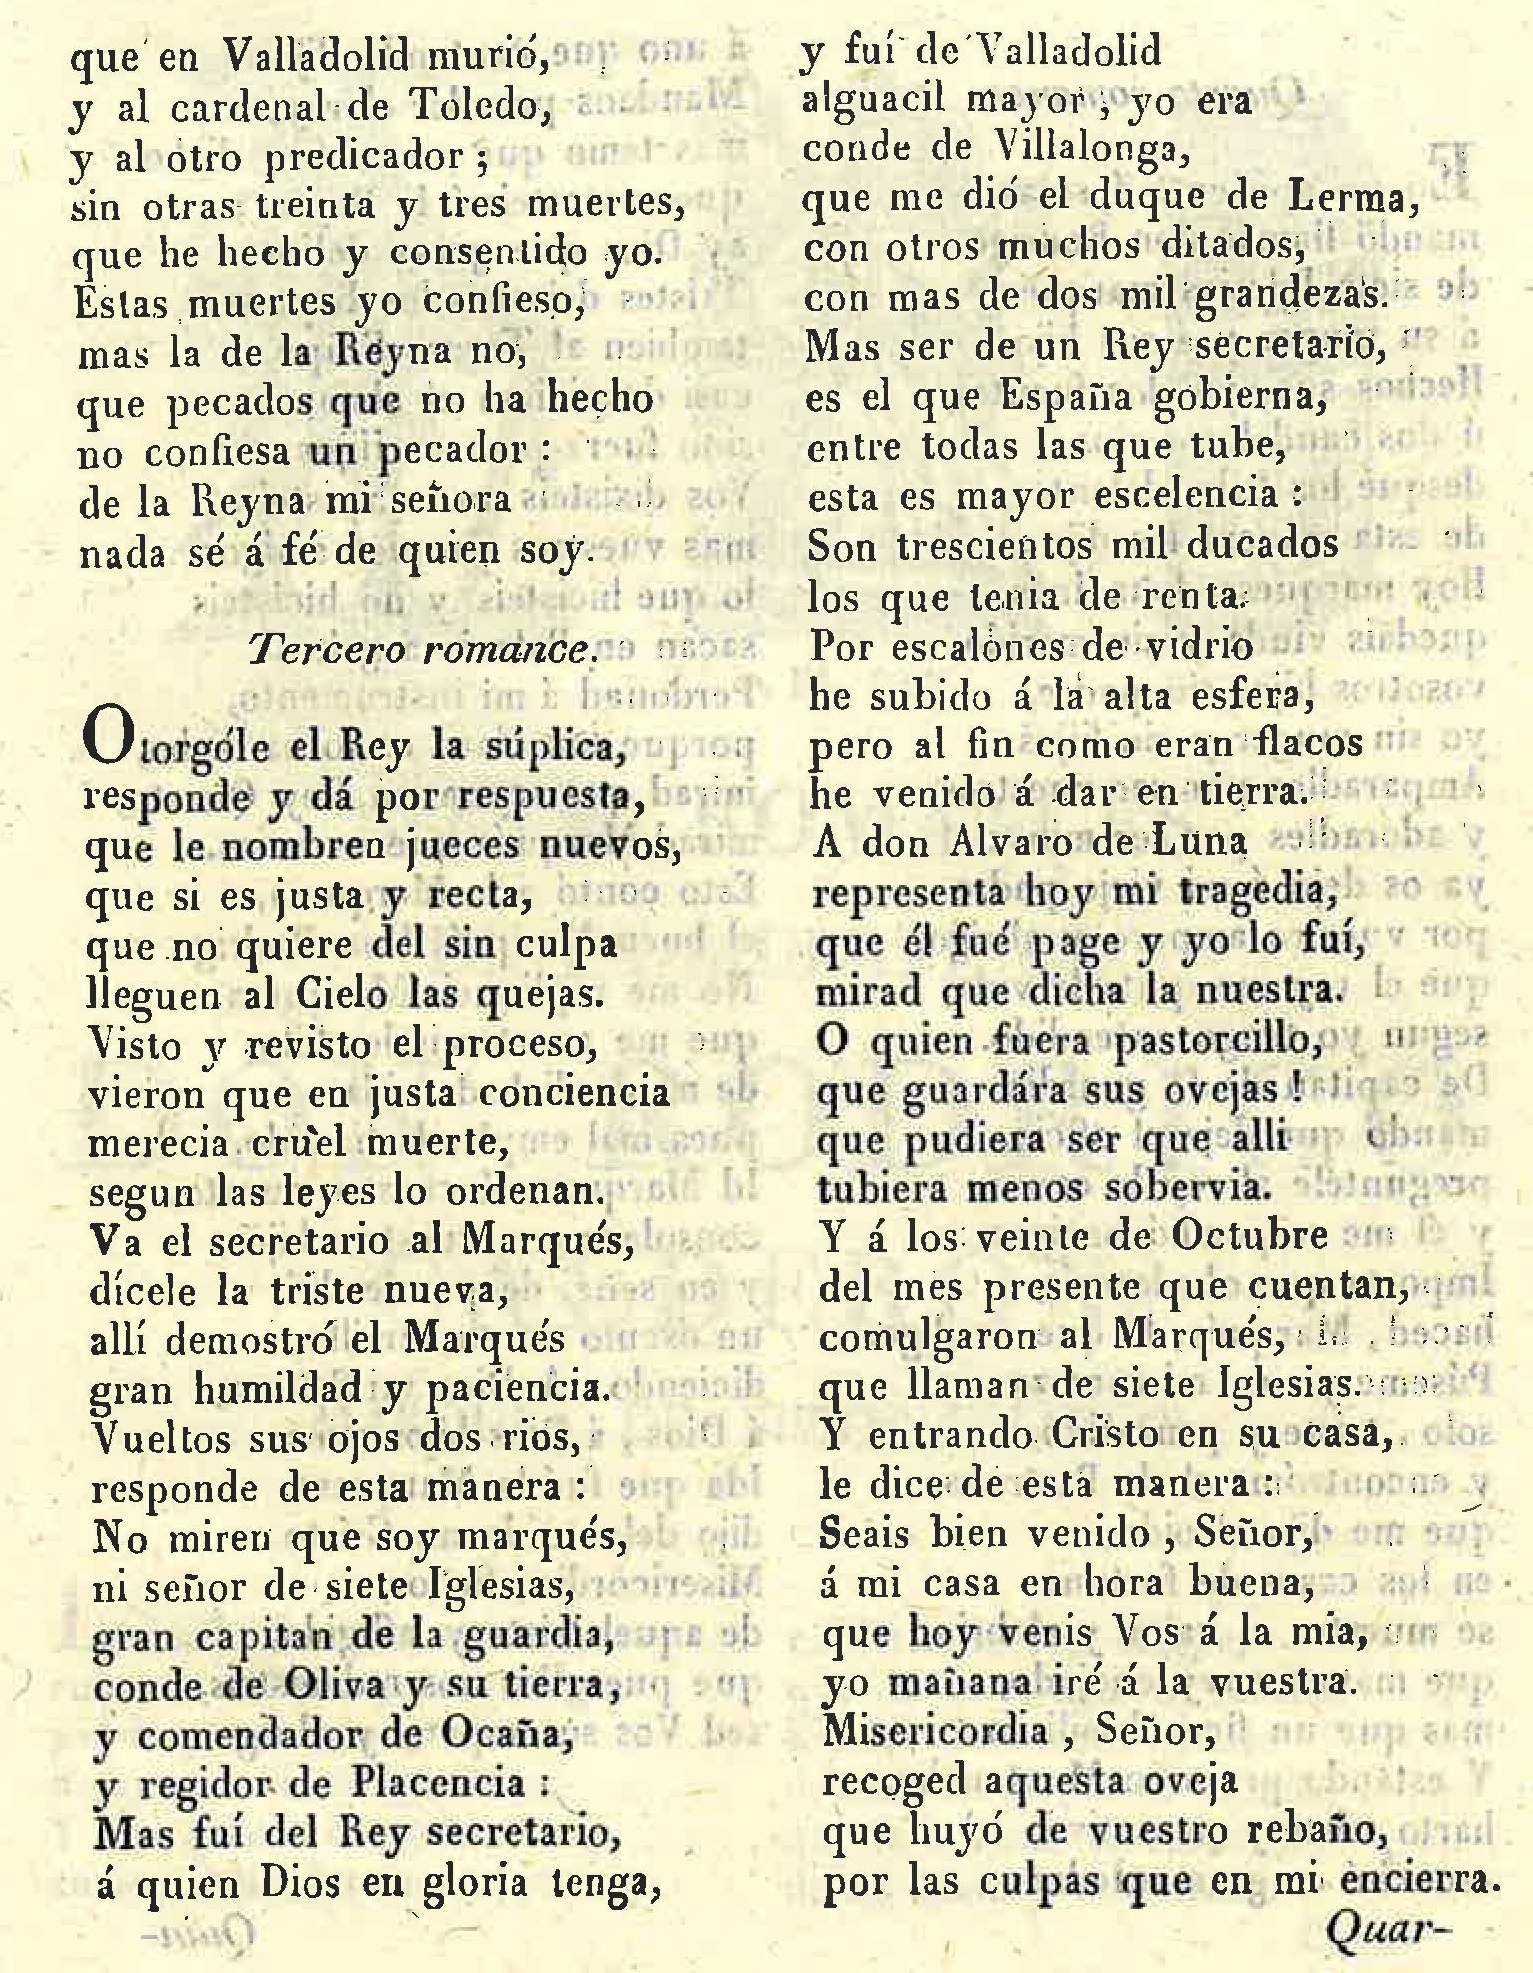 que en Valladolid murió,
y al cardenal de Toledo,
y al otro predicador ;
sin otras treinta y tres muertes,
que he hecho y consentido yo.
Estas muertes yo confieso,
mas la de la Reyna no,
que pecados que no ha hecho
no confiesa un pecador :
de la Reyna mi señora
nada sé á fé de quien soy.
Tercero romance.
Otorgóle el Rey la súplica,
responde y dá por respuesta,
que le nombren jueces nuevos,
que si es justa y recta,
que no quiere del sin culpa
lleguen al Cielo las quejas.
Visto y revisto el proceso,
vieron que en justa conciencia
merecia cruel muerte,
segun las leyes lo ordenan.
Va el secretario al Marqués,
dícele la triste nueva,
allí demostró el Marqués
gran humildad y paciencia.
Vueltos sus ojos dos rios,
responde de esta manera :
No miren que soy marqués,
ni señor de siete Iglesias,
gran capitan de la guardia,
conde de Oliva y su tierra,
y comendador de Ocaña,
y regidor de Placencia :
Mas fuí del Rey secretario,
á quien Dios en gloria tenga,
y fuí de Valladolid
alguacil mayor ; yo era
conde de Villalonga,
que me dió el duque de Lerma,
con otros muchos ditados,
con mas de dos mil grandezas.
Mas ser de un Rey secretario,
es el que España gobierna,
entre todas las que tube,
esta es mayor escelencia :
Son trescientos mil ducados
los que tenia de renta.
Por escalones de vidrio
he subido á la alta esfera,
pero al fin como eran flacos
he venido á dar en tierra.
A don Alvaro de Luna
representa hoy mi tragedia,
que él fué page y yo lo fuí,
mirad que dicha la nuestra.
O quien fuera pastorcillo,
que guardára sus ovejas !
que pudiera ser que alli
tubiera menos sobervia.
Y á los veinte de Octubre
del mes presente que cuentan,
comulgaron al Marqués,
que llaman de siete Iglesias.
Y entrando Cristo en su casa,
le dice de esta manera :
Seais bien venido , Señor,
á mi casa en hora buena,
que hoy venis Vos á la mía,
yo mañana iré á la vuestra.
Misericordia , Señor,
recoged aquesta oveja
que huyó de vuestro rebaño,
por las culpas que en mi encierra.
Quar-